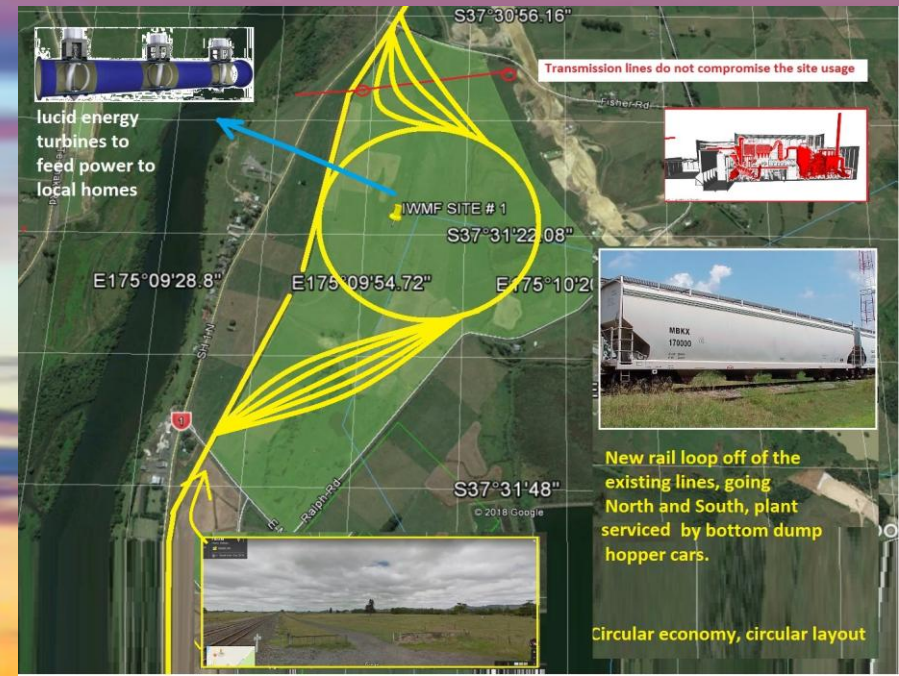 S37°30'56.16"
Transmission lines do not compromise the site usage
Fisher Rd
lucid energy
turbines to
feed power to
local homes
IWMF SITE # 1
S37°31'22.08"
E175°09'28.8"
E175°09'54.72"
E175°10'20
SH 1 N
MBKX
170000
1
New rail loop off of the
existing lines, going
North and South, plant
serviced by bottom dump
hopper cars.
S37°31'48"
© 2018 Google
Ralph Rd
Circular economy, circular layout